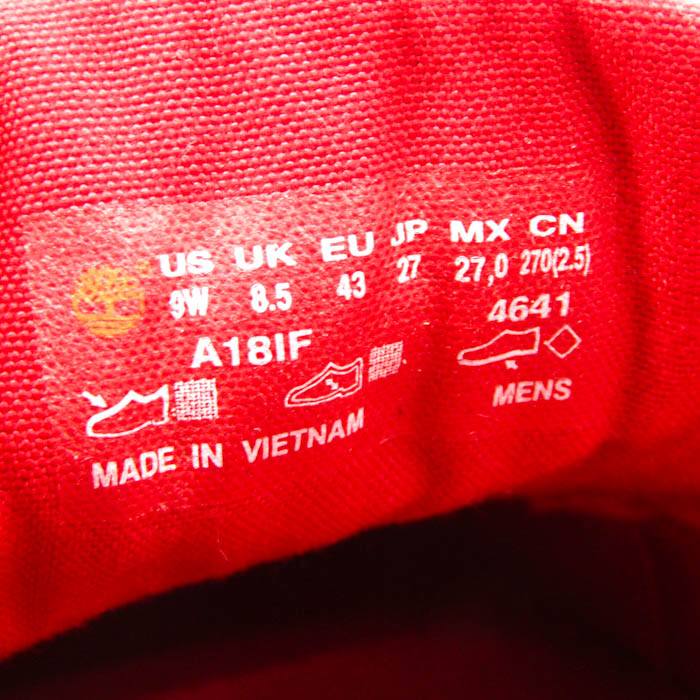 US UK EU JP MX CN
9W 8.5 43 27 27,0 270(2.5)
A18IF 4641
MENS
MADE IN VIETNAM